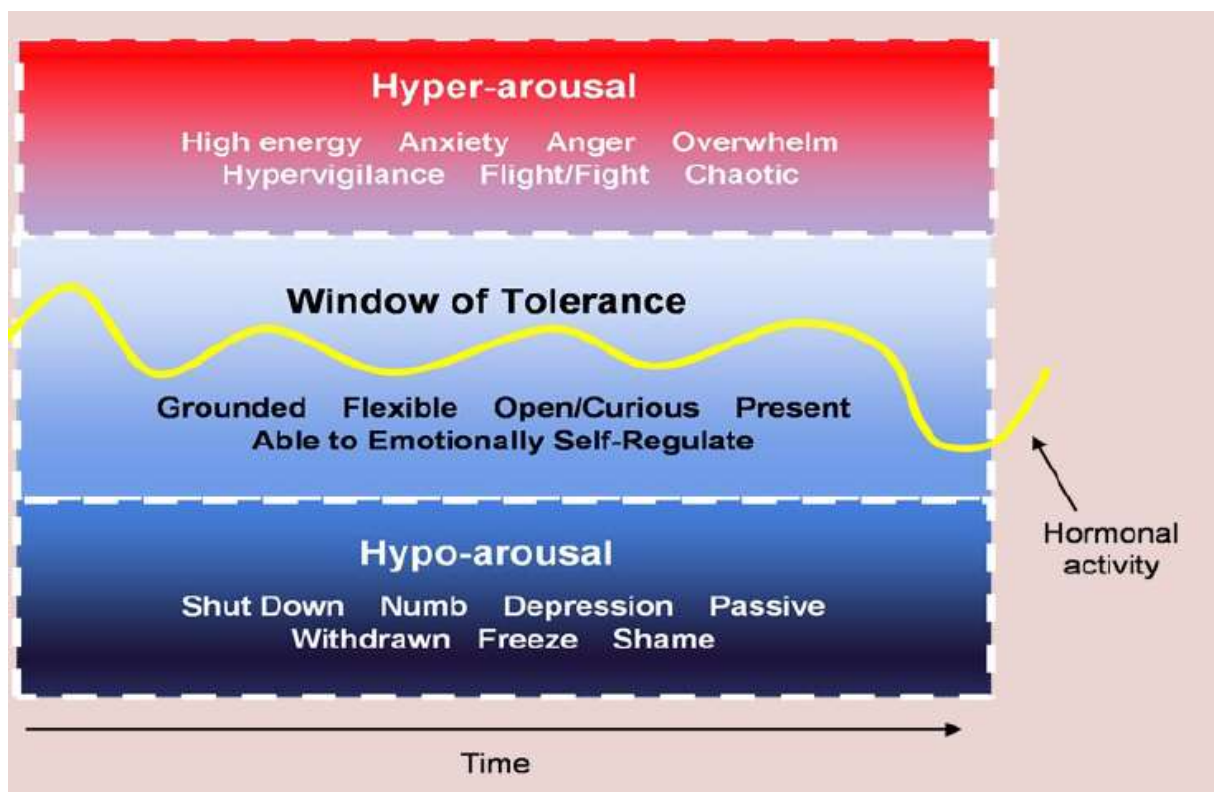 Hyper-arousal
High energy Anxiety Anger Overwhelm
Hypervigilance Flight/Fight Chaotic
Window of Tolerance
Grounded Flexible Open/Curious Present
Able to Emotionally Self-Regulate
Hypo-arousal
Shut Down Numb Depression Passive
Withdrawn Freeze Shame
Hormonal
activity
Time